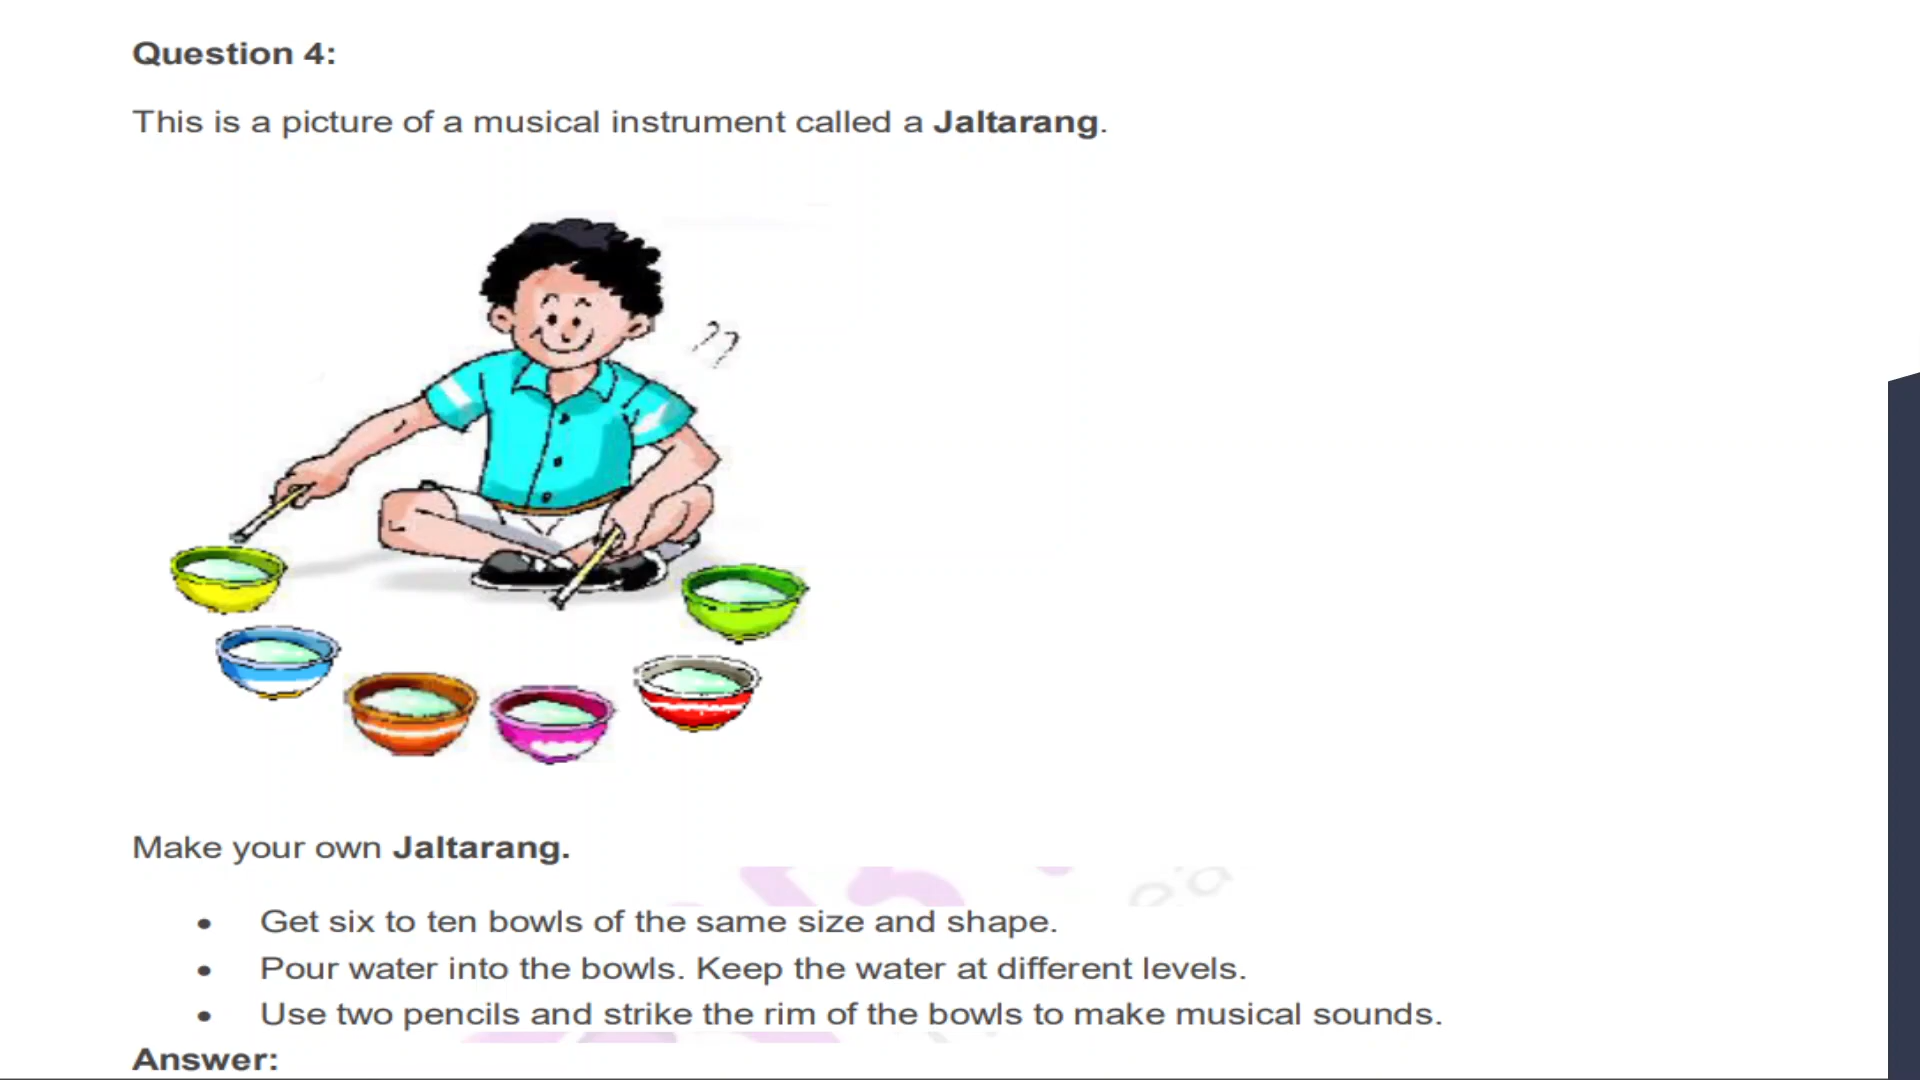 Question 4:
This is a picture of a musical instrument called a Jaltarang.
Make your own Jaltarang.
• Get six to ten bowls of the same size and shape.
• Pour water into the bowls. Keep the water at different levels.
• Use two pencils and strike the rim of the bowls to make musical sounds.
Answer: